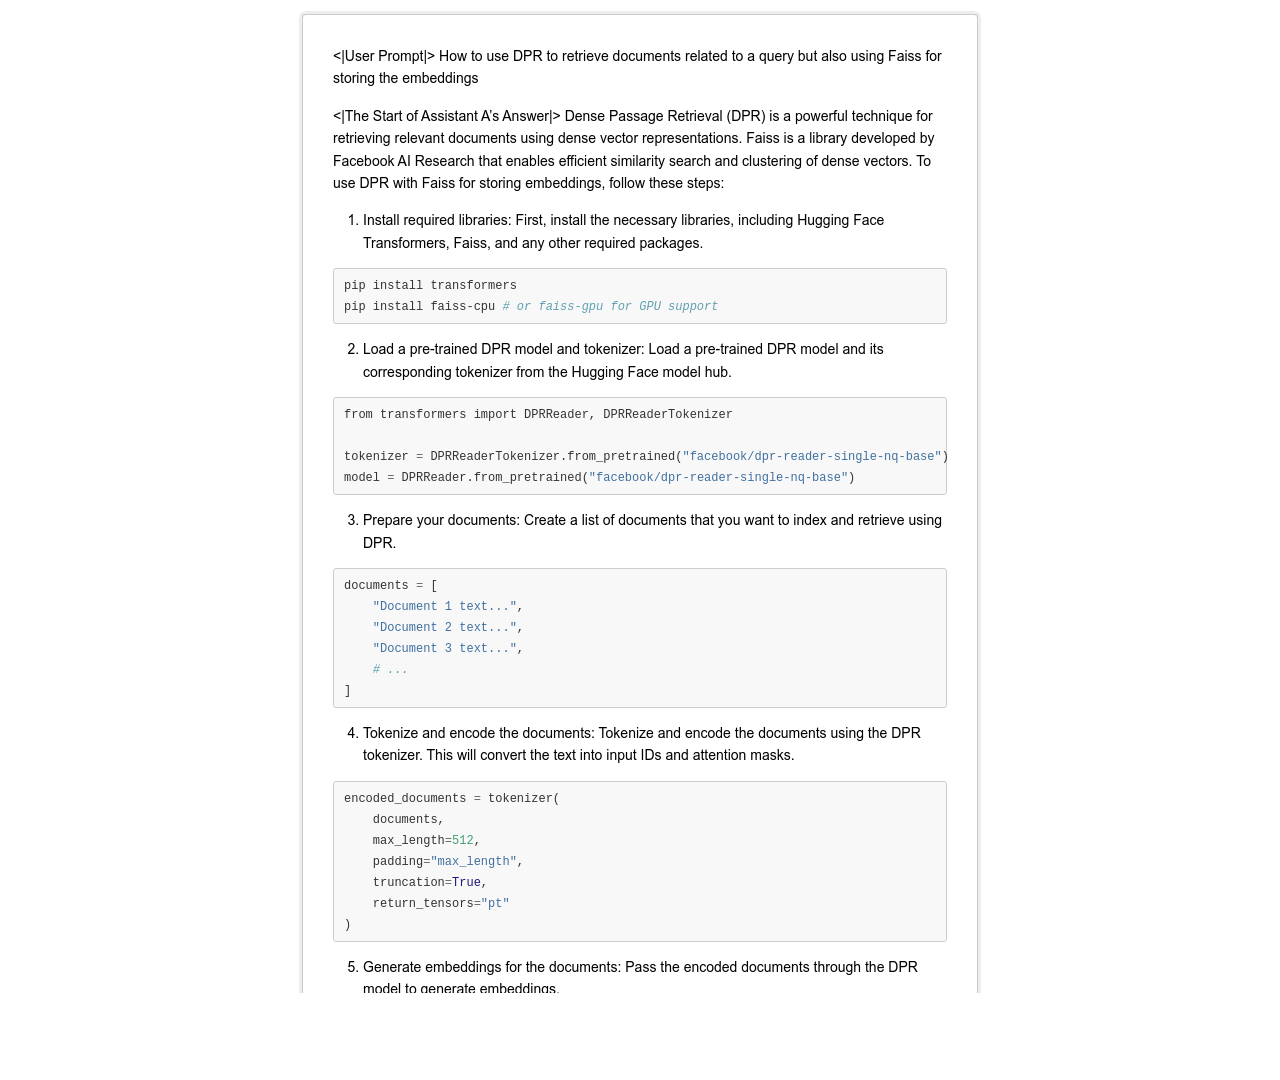 <|User Prompt|> How to use DPR to retrieve documents related to a query but also using Faiss for
storing the embeddings
<|The Start of Assistant A's Answer|> Dense Passage Retrieval (DPR) is a powerful technique for
retrieving relevant documents using dense vector representations. Faiss is a library developed by
Facebook AI Research that enables efficient similarity search and clustering of dense vectors. To
use DPR with Faiss for storing embeddings, follow these steps:
1. Install required libraries: First, install the necessary libraries, including Hugging Face
Transformers, Faiss, and any other required packages.
pip install transformers
pip install faiss-cpu # or faiss-gpu for GPU support
2. Load a pre-trained DPR model and tokenizer: Load a pre-trained DPR model and its
corresponding tokenizer from the Hugging Face model hub.
from transformers import DPRReader, DPRReaderTokenizer
tokenizer = DPRReaderTokenizer.from_pretrained("facebook/dpr-reader-single-nq-base")
model = DPRReader.from_pretrained("facebook/dpr-reader-single-nq-base")
3. Prepare your documents: Create a list of documents that you want to index and retrieve using
DPR.
documents = [
    "Document 1 text...",
    "Document 2 text...",
    "Document 3 text...",
    # ...
]
4. Tokenize and encode the documents: Tokenize and encode the documents using the DPR
tokenizer. This will convert the text into input IDs and attention masks.
encoded_documents = tokenizer(
    documents,
    max_length=512,
    padding="max_length",
    truncation=True,
    return_tensors="pt"
)
5. Generate embeddings for the documents: Pass the encoded documents through the DPR
model to generate embeddings.